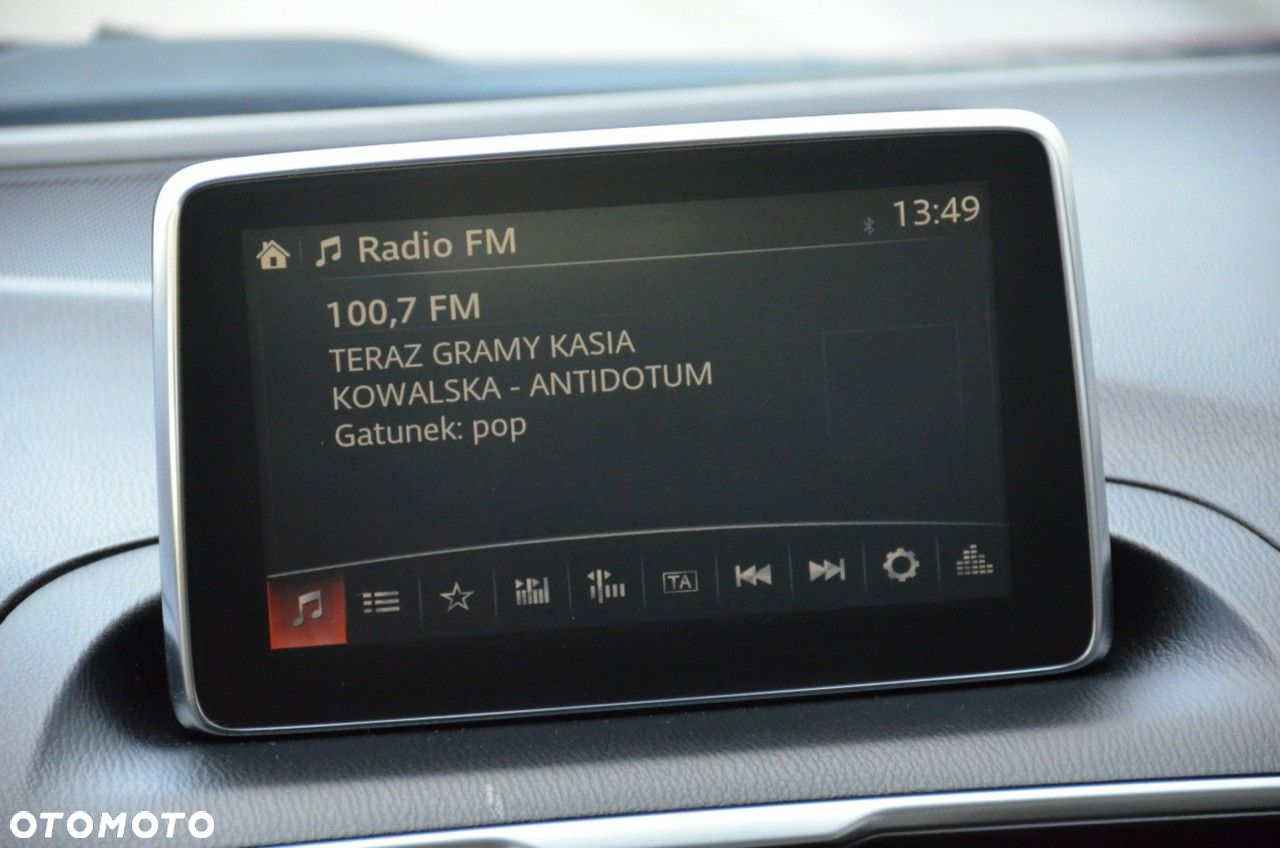 Radio FM
13:49
100,7 FM
TERAZ GRAMY KASIA
KOWALSKA - ANTIDOTUM
Gatunek: pop
TA
OTOMOTO